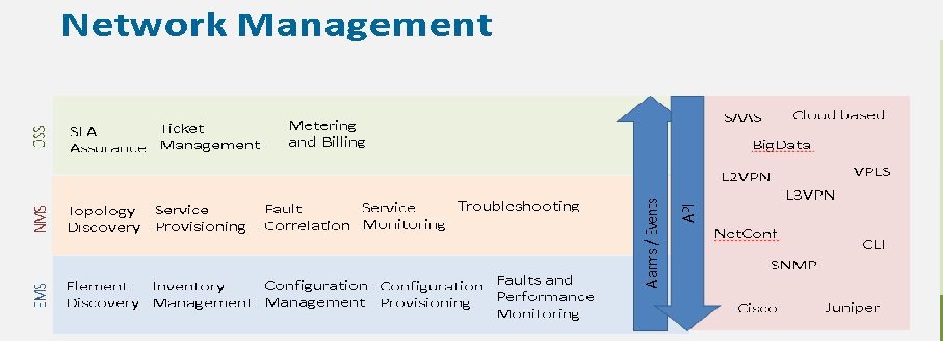 Network Management
OSS
SLA
Assurance
Ticket
Management
Metering
and Billing
NMS
Topology
Discovery
Service
Provisioning
Fault
Correlation
Service
Monitoring
Troubleshooting
EMS
Element
Discovery
Inventory
Management
Configuration
Management
Configuration
Provisioning
Faults and
Performance
Monitoring
Alarms / Events
API
SAAS
Cloud based
BigData
L2VPN
VPLS
L3VPN
NetConf
CLI
SNMP
Cisco
Juniper